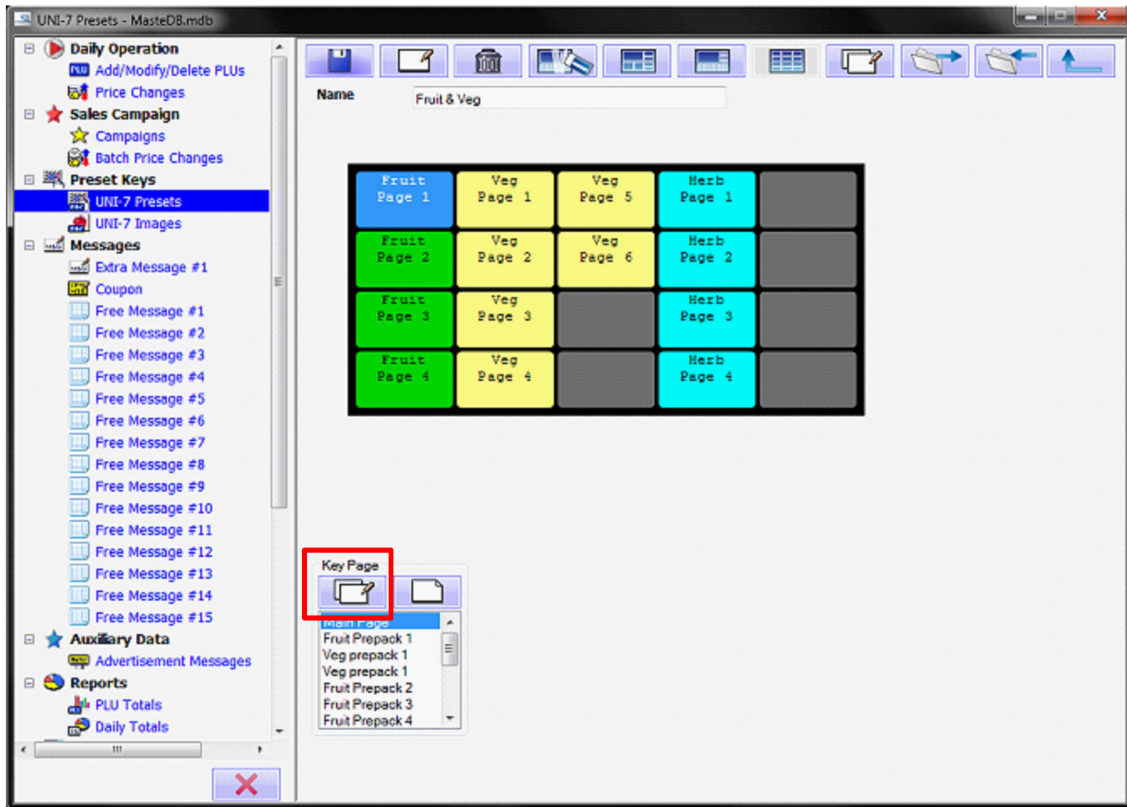 UNI-7 Presets - MasteDB.mdb
Daily Operation
PLU Add/Modify/Delete PLUs
Price Changes
Sales Campaign
Campaigns
Batch Price Changes
Preset Keys
UNI-7 Presets
UNI-7 Images
Messages
Extra Message #1
Coupon
Free Message #1
Free Message #2
Free Message #3
Free Message #4
Free Message #5
Free Message #6
Free Message #7
Free Message #8
Free Message #9
Free Message #10
Free Message #11
Free Message #12
Free Message #13
Free Message #14
Free Message #15
Auxiliary Data
Advertisement Messages
Reports
PLU Totals
Daily Totals
Name Fruit & Veg
Fruit Veg Veg Herb
Page 1 Page 1 Page 5 Page 1
Fruit Veg Veg Herb
Page 2 Page 2 Page 6 Page 2
Fruit Veg Herb
Page 3 Page 3 Page 3
Fruit Veg Herb
Page 4 Page 4 Page 4
Key Page
Main Page
Fruit Prepack 1
Veg prepack 1
Veg prepack 1
Fruit Prepack 2
Fruit Prepack 3
Fruit Prepack 4